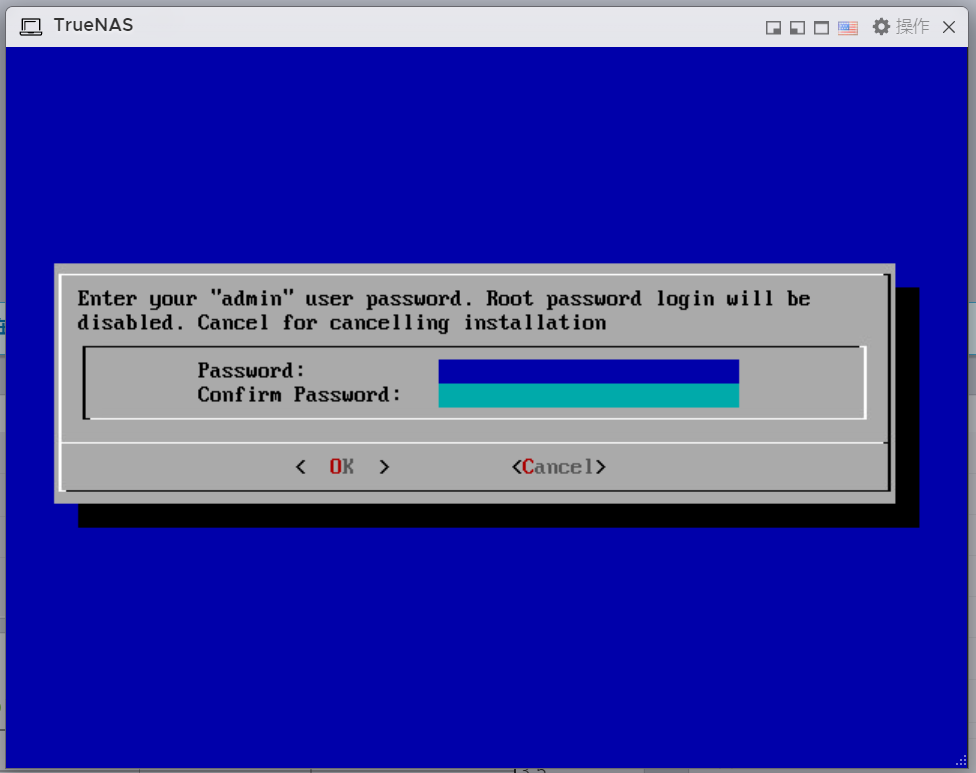 TrueNAS
操作
Enter your "admin" user password. Root password login will be
disabled. Cancel for cancelling installation
Password:
Confirm Password:
< OK > <Cancel>